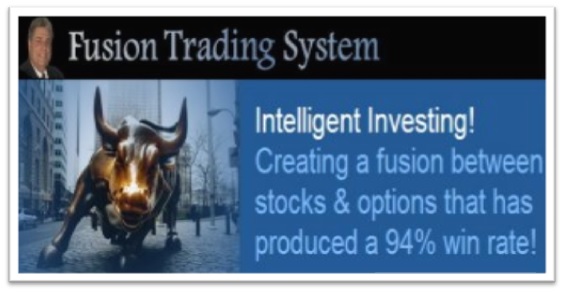 Fusion Trading System
Intelligent Investing!
Creating a fusion between
stocks & options that has
produced a 94% win rate!